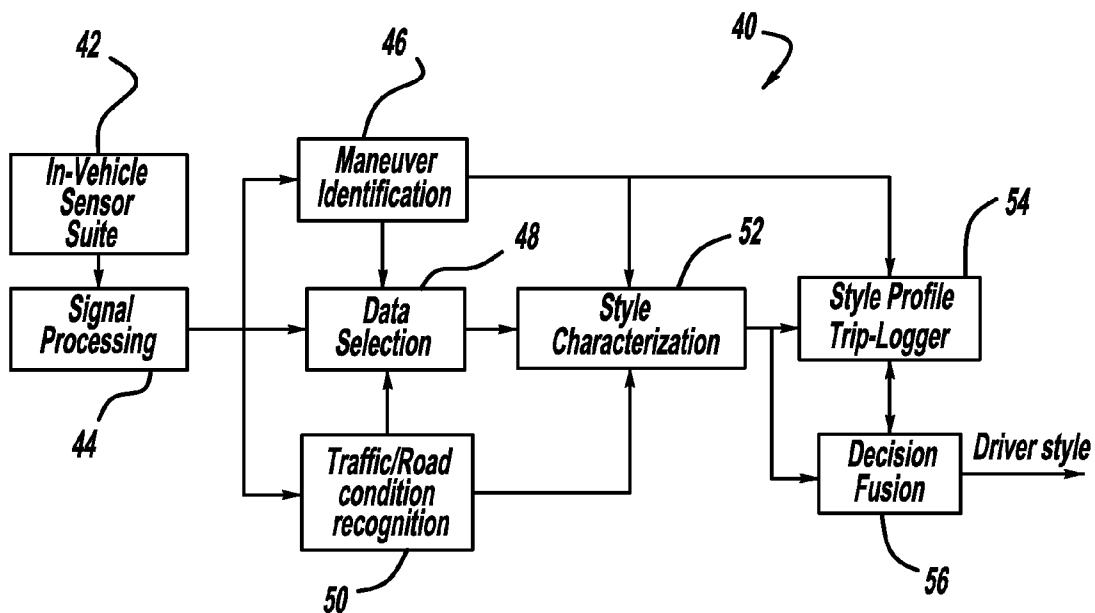 42
46
40
In-Vehicle
Sensor
Suite
Maneuver
Identification
54
48
52
Signal
Processing
Data
Selection
Style
Characterization
Style Profile
Trip-Logger
44
Traffic/Road
condition
recognition
Decision
Fusion
Driver style
50
56